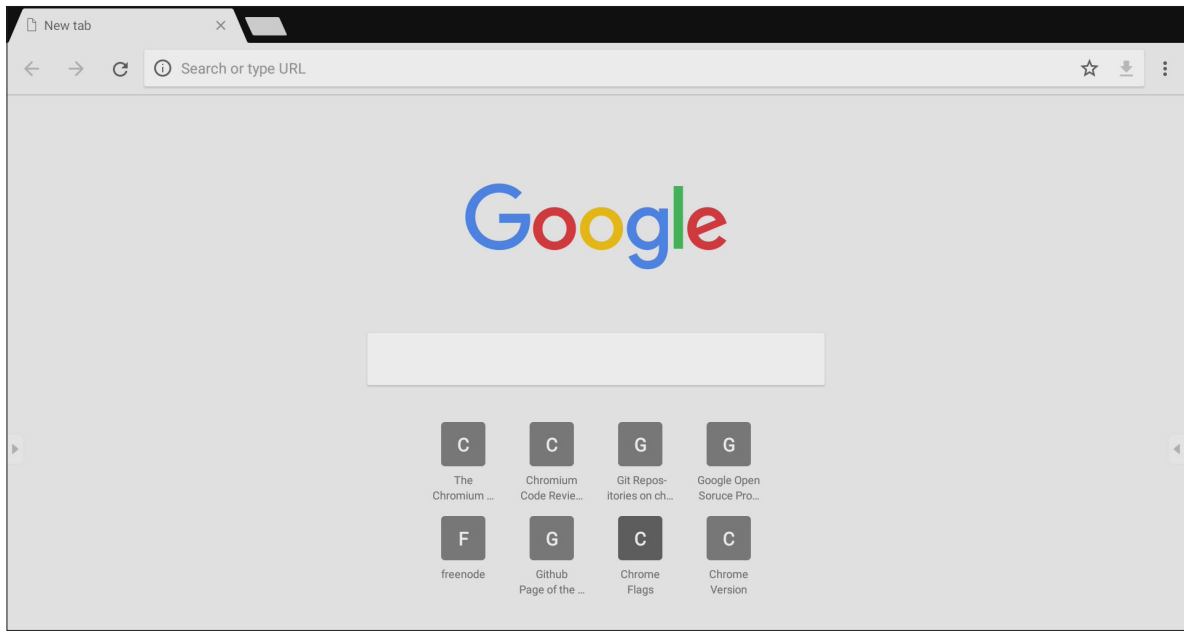 New tab
Search or type URL
Google
C C G G
The Chromium Git Repos- Google Open
Chromium ... Code Revie... itories on ch... Soruce Pro...
F G C C
freenode Github Chrome Chrome
Page of the ... Flags Version